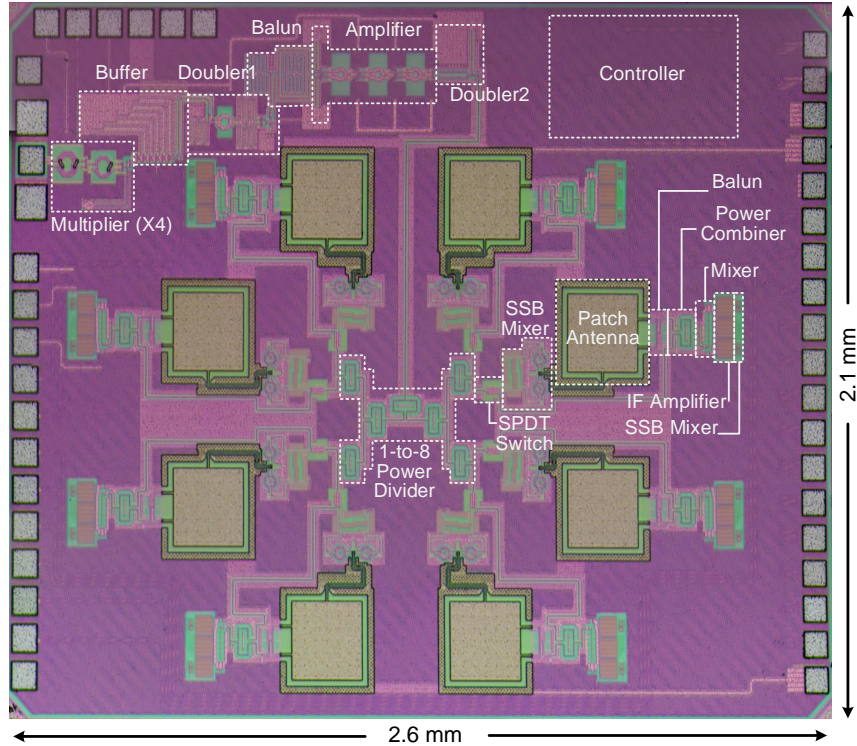 Balun
Amplifier
Buffer
Doubler1
Controller
Doubler2
Multiplier (X4)
Balun
Power
Combiner
Mixer
SSB
Mixer
Patch
Antenna
IF Amplifier
SSB Mixer
SPDT
Switch
1-to-8
Power
Divider
2.1 mm
2.6 mm